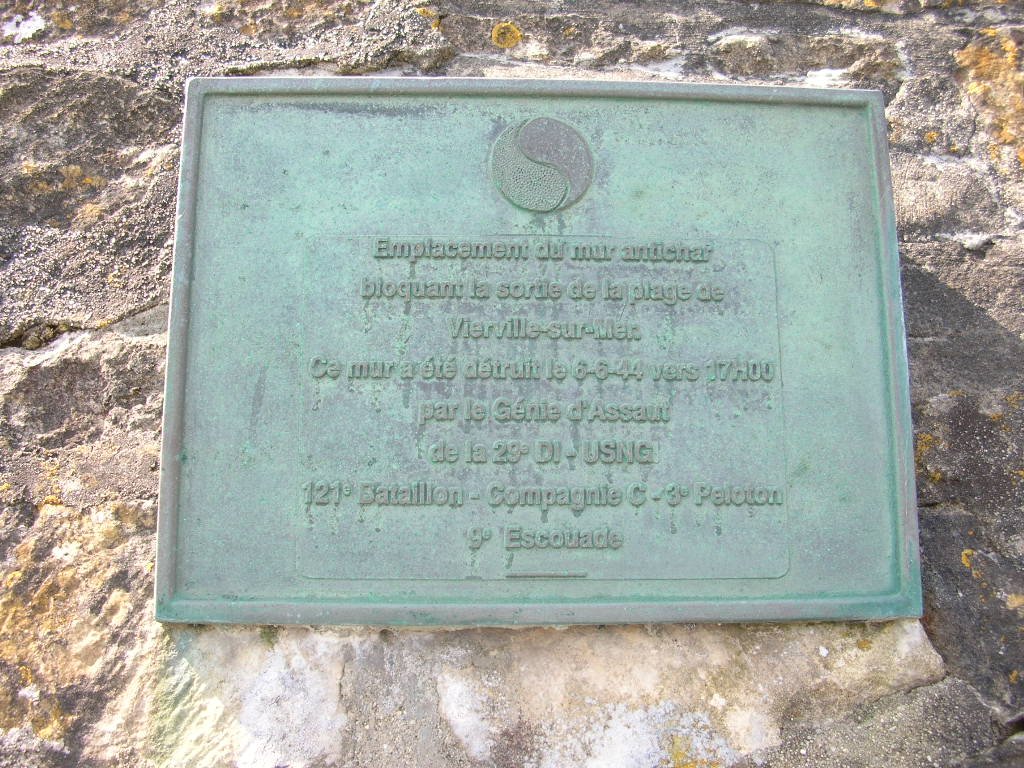 Emplacement du mur antichar
bloquant la sortie de la plage de
Vierville-sur-Mer.
Ce mur a été détruit le 6-6-44 vers 17H00
par le Génie d'Assaut
de la 29e DI - USNG
121e Bataillon - Compagnie C - 3e Peloton
9e Escouade